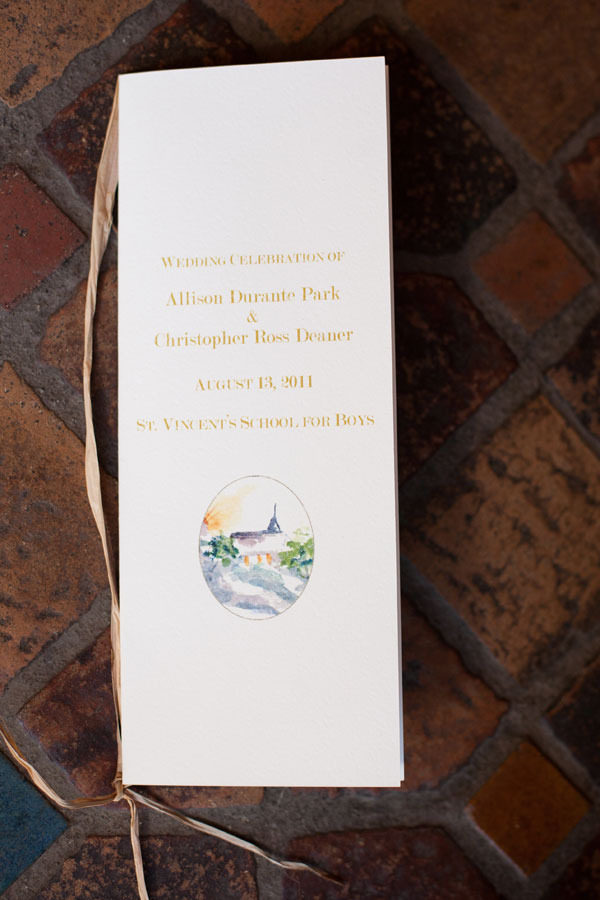 Wedding Celebration of
Allison Durante Park
&
Christopher Ross Deaner
August 13, 2011
St. Vincent's School for Boys